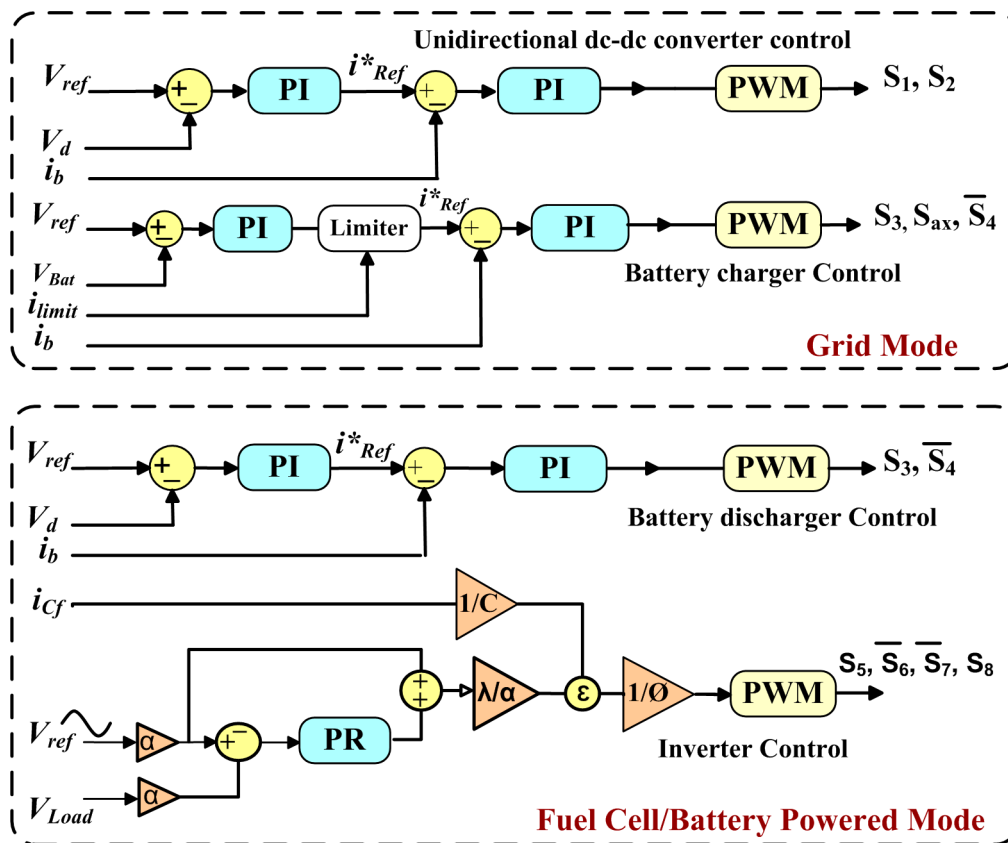 Unidirectional dc-dc converter control
V_ref + − PI i*_Ref + − PI PWM S₁, S₂
V_d
i_b
V_ref + − PI Limiter i*_Ref + − PI PWM S₃, S_ax, S̅₄
V_Bat
Battery charger Control
i_limit
i_b
Grid Mode
V_ref + − PI i*_Ref + − PI PWM S₃, S̅₄
V_d
Battery discharger Control
i_b
i_Cf 1/C
+ + λ/α ε 1/Ø PWM S₅, S̅₆, S̅₇, S₈
V_ref α + − PR
Inverter Control
V_Load α
Fuel Cell/Battery Powered Mode